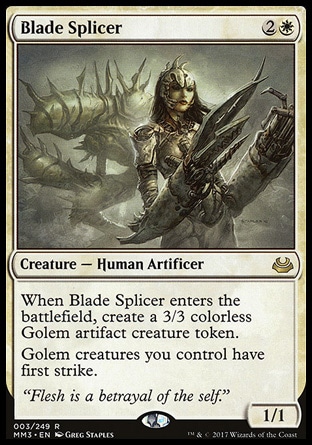 Blade Splicer 2
Creature — Human Artificer
When Blade Splicer enters the
battlefield, create a 3/3 colorless
Golem artifact creature token.
Golem creatures you control have
first strike.
“Flesh is a betrayal of the self.”
1/1
003/249 R
MM3 • EN Greg Staples
™ & © 2017 Wizards of the Coast